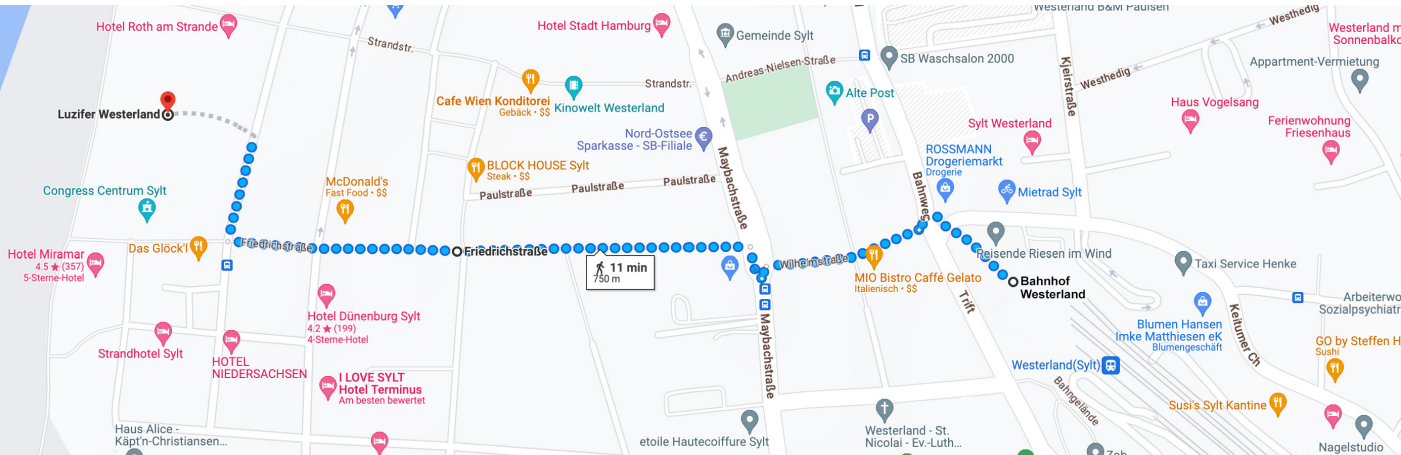 Westerland B&M Paulsen
Hotel Roth am Strande
Hotel Stadt Hamburg
Gemeinde Sylt
Westhedig
Westerland m
Sonnenbalko
Strandstr.
Andreas-Nielsen-Straße
SB Waschsalon 2000
Kjeirstraße
Westhedig
Appartment-Vermietung
Strandstr.
Cafe Wien Konditorei
Gebäck • $$
Kinowelt Westerland
Alte Post
P
Luzifer Westerland
Haus Vogelsang
Sylt Westerland
Ferienwohnung
Friesenhaus
Nord-Ostsee
Sparkasse - SB-Filiale
€
ROSSMANN
Drogeriemarkt
Drogerie
BLOCK HOUSE Sylt
Steak • $$
Maybachstraße
Bahnweg
Mietrad Sylt
McDonald's
Fast Food • $$
Paulstraße
Paulstraße
Paulstraße
Congress Centrum Sylt
Das Glöck'l
Friedrichstraße
Friedrichstraße
Wilhelmstraße
Reisende Riesen im Wind
Hotel Miramar
4.5 ★ (357)
5-Sterne-Hotel
11 min
750 m
MIO Bistro Caffé Gelato
Italienisch • $$
Bahnhof
Westerland
Taxi Service Henke
Trift
Hotel Dünenburg Sylt
4.2 ★ (199)
4-Sterne-Hotel
Maybachstraße
Keitumer Ch
Arbeiterwo
Sozialpsychiatr
Blumen Hansen
Imke Matthiesen eK
Blumengeschäft
Strandhotel Sylt
HOTEL
NIEDERSACHSEN
Westerland(Sylt)
GO by Steffen H
Sushi
I LOVE SYLT
Hotel Terminus
Am besten bewertet
Bahngelände
Susi's Sylt Kantine
Haus Alice -
Käpt'n-Christiansen...
etoile Hautecoiffure Sylt
Westerland - St.
Nicolai - Ev.-Luth...
Nagelstudio
Zob